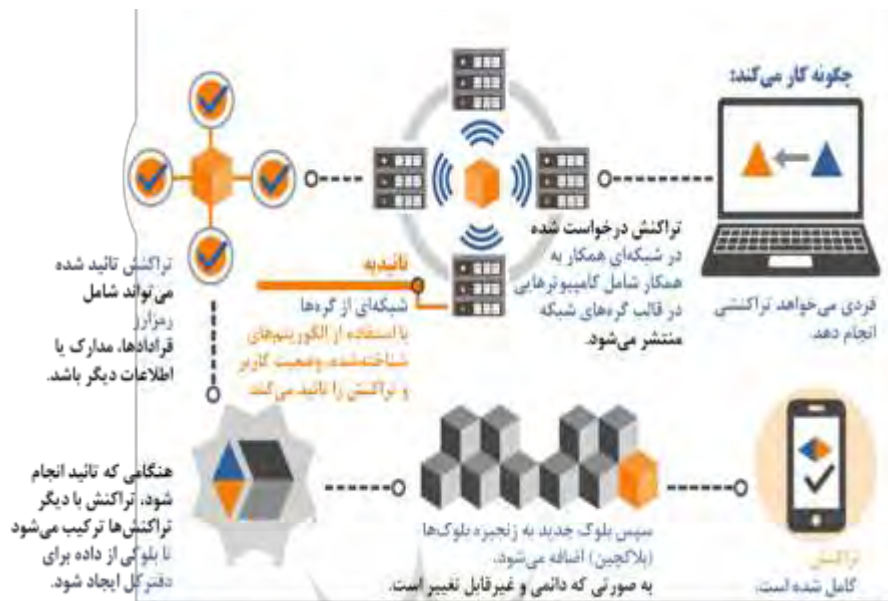 چگونه کار می‌کند:
فردی می‌خواهد تراکنشی
انجام دهد.
تراکنش درخواست شده
در شبکه‌ای همکار به
همکار شامل کامپیوترهایی
در قالب گره‌های شبکه
منتشر می‌شود.
تائیدیه
شبکه‌ای از گره‌ها
با استفاده از الگوریتم‌های
شناخته‌شده، وضعیت کاربر
و تراکنش را تائید می‌کند
تراکنش تائید شده
می‌تواند شامل
رمزارز
قرادادها، مدارک یا
اطلاعات دیگر باشد.
هنگامی که تائید انجام
شود، تراکنش با دیگر
تراکنش‌ها ترکیب می‌شود
تا بلوکی از داده برای
دفترکل ایجاد شود.
سپس بلوک جدید به زنجیره بلوک‌ها
(بلاکچین) اضافه می‌شود.
به صورتی که دائمی و غیرقابل تغییر است.
تراکنش
کامل شده است.